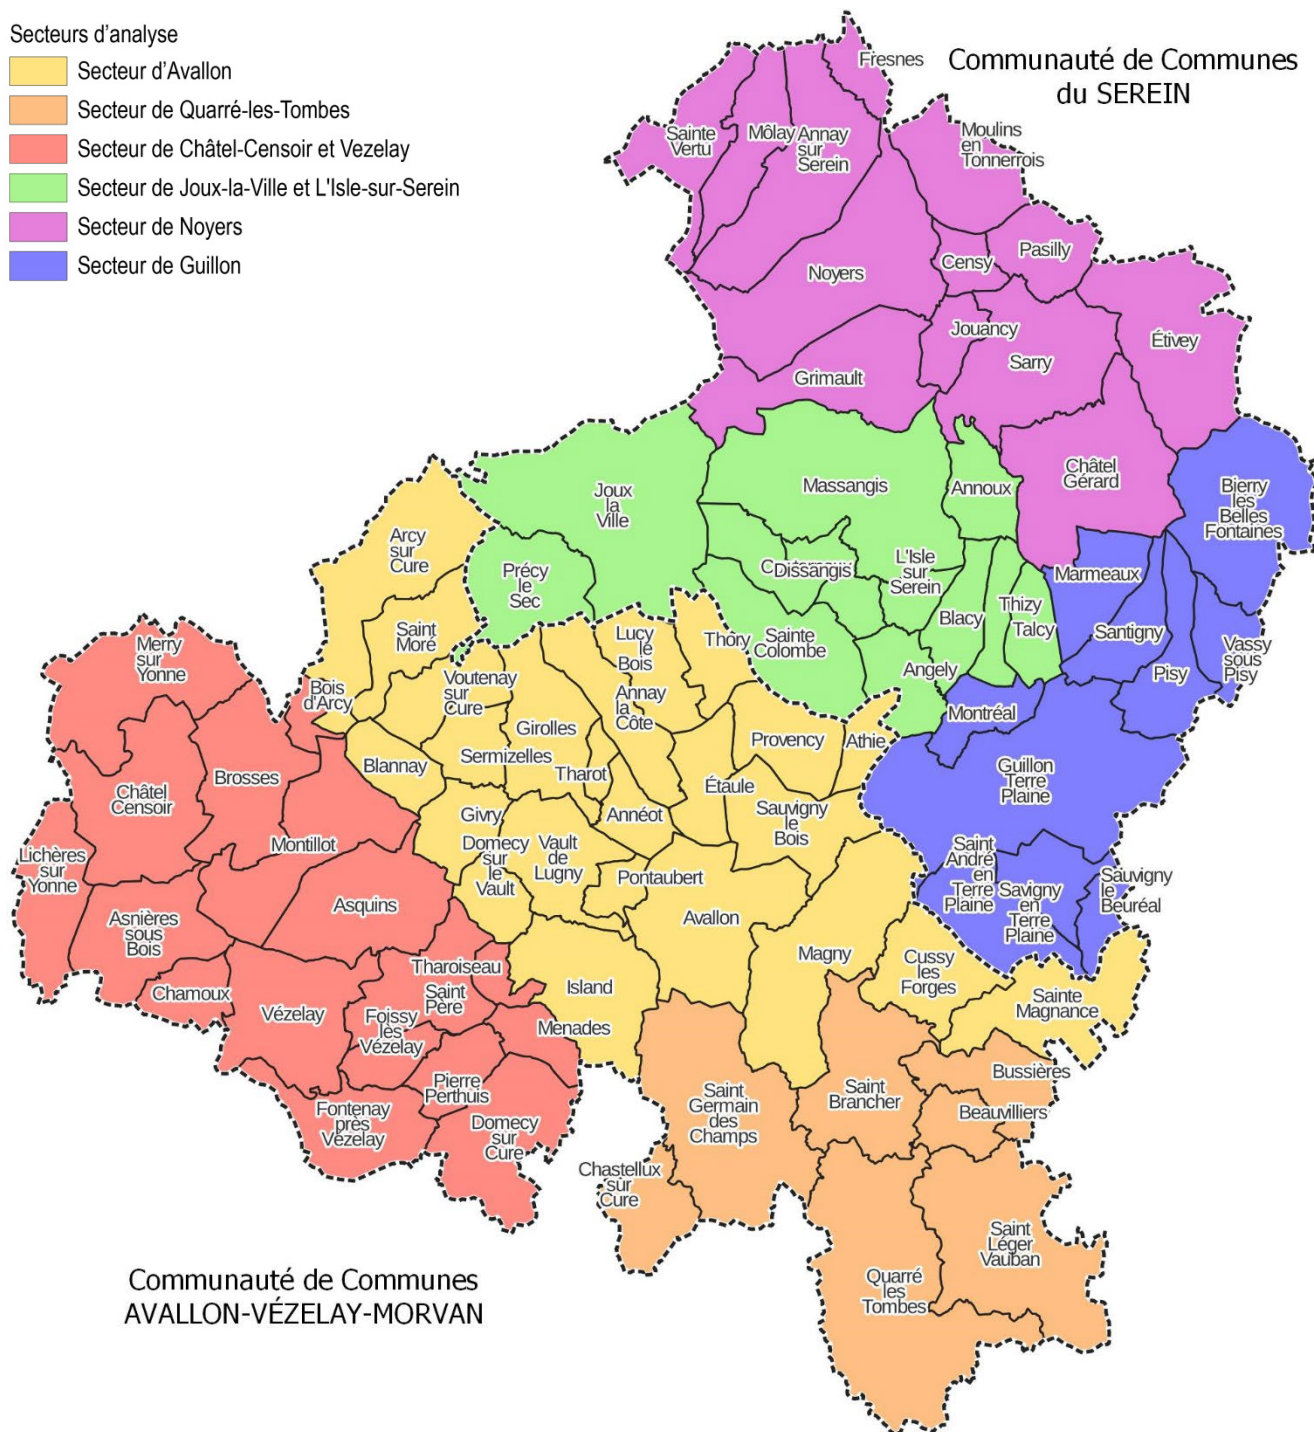 Secteurs d'analyse
Secteur d'Avallon
Secteur de Quarré-les-Tombes
Secteur de Châtel-Censoir et Vezelay
Secteur de Joux-la-Ville et L'Isle-sur-Serein
Secteur de Noyers
Secteur de Guillon
Communauté de Communes
du SEREIN
Fresnes
Sainte
Vertu
Môlay
Annay
sur
Serein
Moulins
en
Tonnerrois
Noyers
Censy
Pasilly
Jouancy
Sarry
Étivey
Grimault
Châtel
Gérard
Joux
la
Ville
Massangis
Annoux
Bierry
les
Belles
Fontaines
Arcy
sur
Cure
Précy
le
Sec
Dissangis
L'Isle
sur
Serein
Marmeaux
Blacy
Thizy
Talcy
Santigny
Vassy
sous
Pisy
Pisy
Merry
sur
Yonne
Saint
Moré
Lucy
le
Bois
Thory
Sainte
Colombe
Angely
Bois
d'Arcy
Voutenay
sur
Cure
Annay
la
Côte
Girolles
Montréal
Provency
Athie
Châtel
Censoir
Brosses
Blannay
Sermizelles
Tharot
Étaule
Guillon
Terre
Plaine
Givry
Annéot
Sauvigny
le
Bois
Lichères
sur
Yonne
Montillot
Domecy
sur
le
Vault
Vault
de
Lugny
Pontaubert
Saint
André
en
Terre
Plaine
Savigny
en
Terre
Plaine
Sauvigny
le
Beuréal
Asnières
sous
Bois
Asquins
Avallon
Magny
Cussy
les
Forges
Chamoux
Vézelay
Tharoiseau
Saint
Père
Island
Sainte
Magnance
Foissy
les
Vézelay
Menades
Pierre
Perthuis
Bussières
Fontenay
près
Vézelay
Domecy
sur
Cure
Saint
Germain
des
Champs
Saint
Brancher
Beauvilliers
Chastellux
sur
Cure
Saint
Léger
Vauban
Quarré
les
Tombes
Communauté de Communes
AVALLON-VÉZELAY-MORVAN